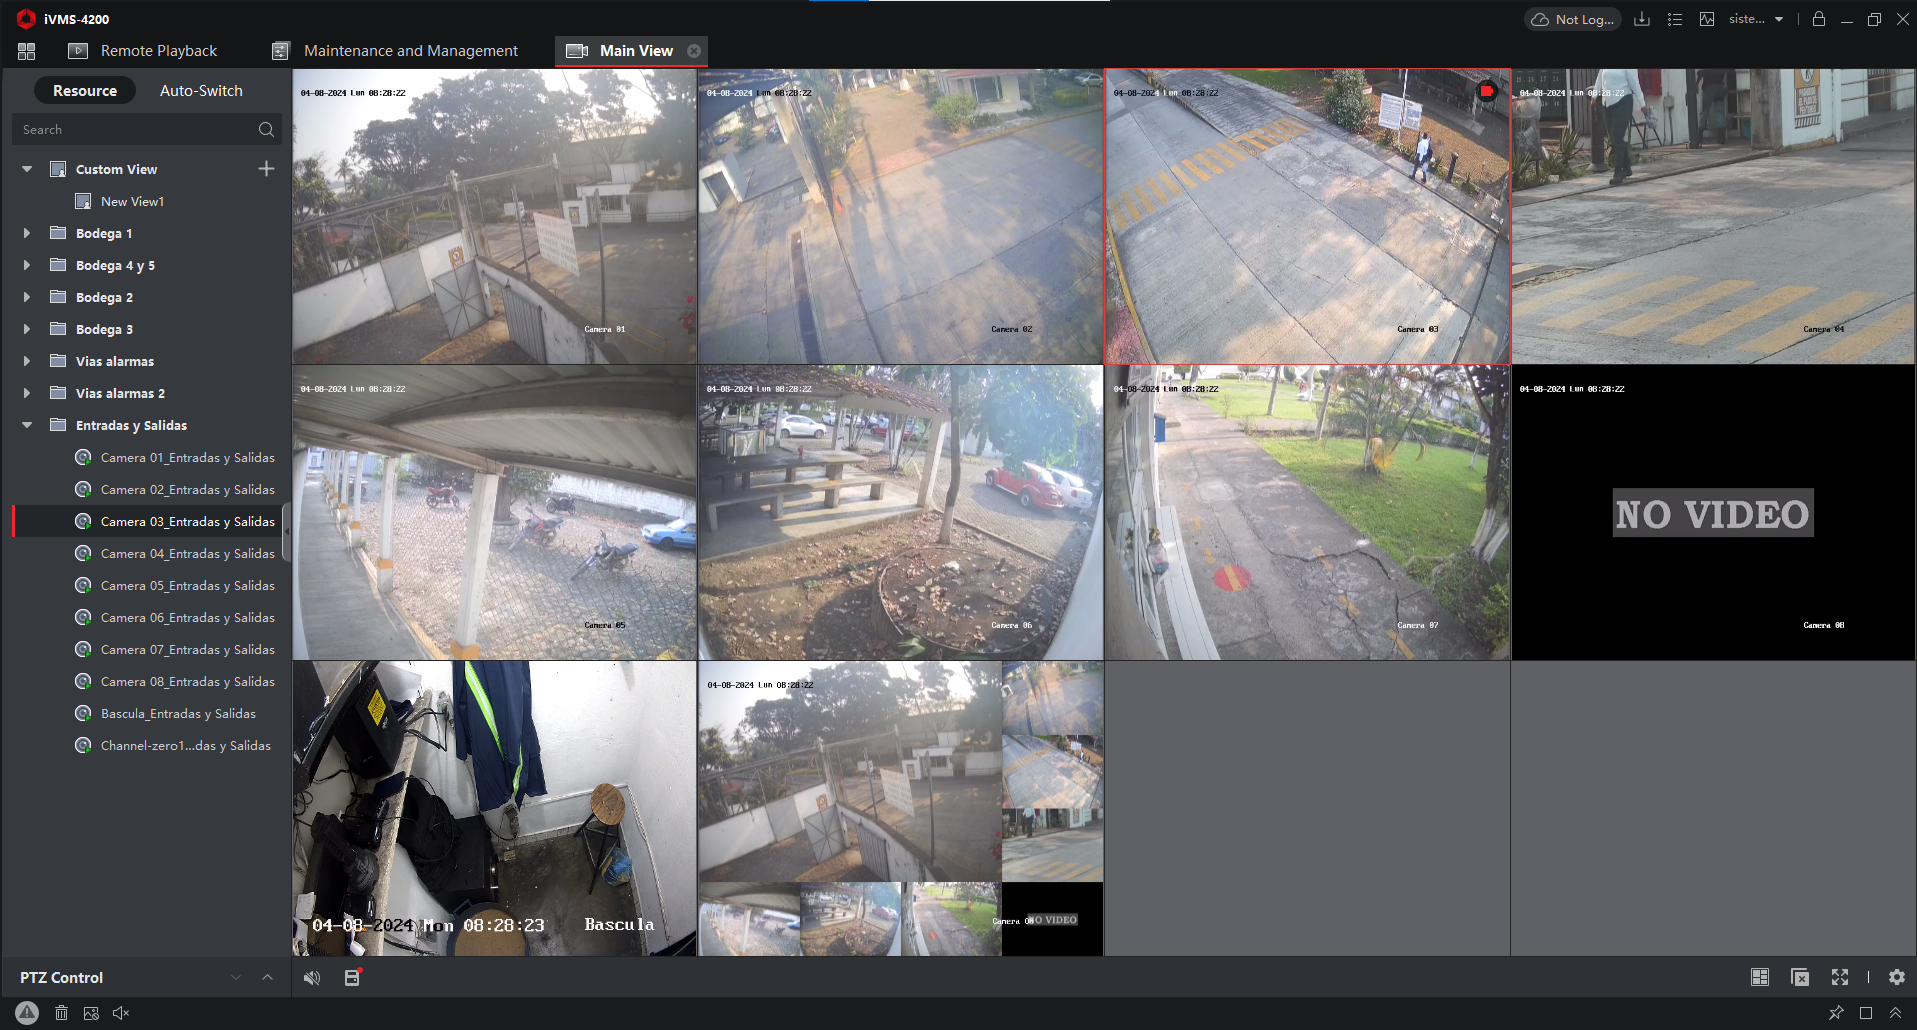 iVMS-4200
Not Log...
siste...
Remote Playback
Maintenance and Management
Main View
Resource
Auto-Switch
Search
Custom View
New View1
Bodega 1
Bodega 4 y 5
Bodega 2
Bodega 3
Vias alarmas
Vias alarmas 2
Entradas y Salidas
Camera 01_Entradas y Salidas
Camera 02_Entradas y Salidas
Camera 03_Entradas y Salidas
Camera 04_Entradas y Salidas
Camera 05_Entradas y Salidas
Camera 06_Entradas y Salidas
Camera 07_Entradas y Salidas
Camera 08_Entradas y Salidas
Bascula_Entradas y Salidas
Channel-zero1...das y Salidas
PTZ Control
04-08-2024 Lun 08:28:22
Camera 01
04-08-2024 Lun 08:28:22
Camera 02
04-08-2024 Lun 08:28:22
Camera 03
04-08-2024 Lun 08:28:22
Camera 04
04-08-2024 Lun 08:28:22
Camera 05
04-08-2024 Lun 08:28:22
Camera 06
04-08-2024 Lun 08:28:22
Camera 07
04-08-2024 Lun 08:28:22
NO VIDEO
Camera 08
04-08-2024 Mon 08:28:23
Bascula
04-08-2024 Lun 08:28:22
Camera
NO VIDEO